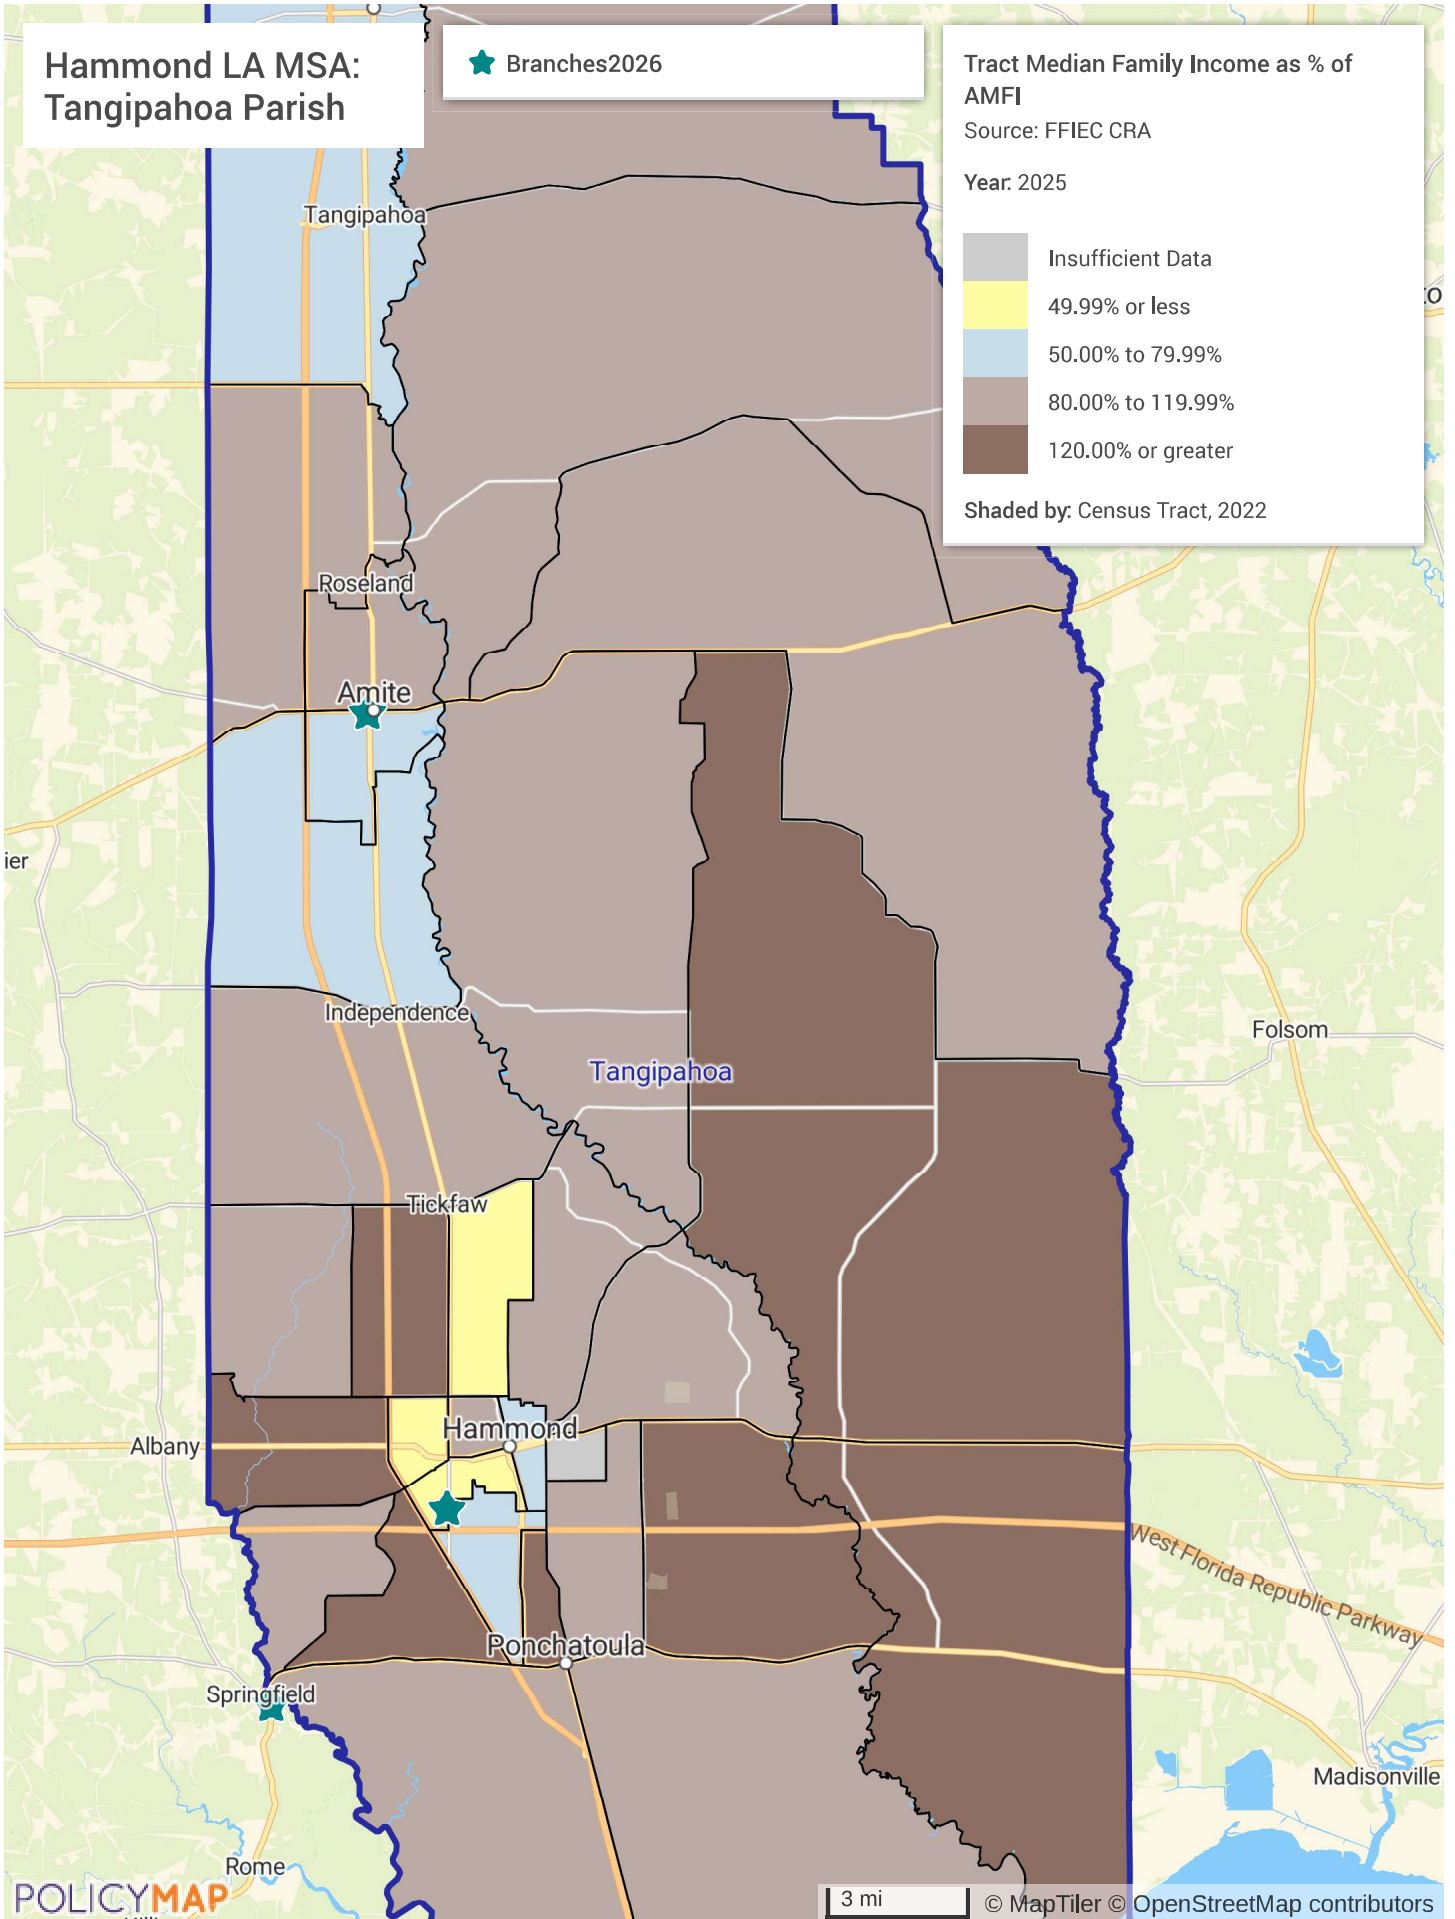 Hammond LA MSA:
Tangipahoa Parish
Branches2026
Tract Median Family Income as % of
AMFI
Source: FFIEC CRA
Year: 2025
Insufficient Data
49.99% or less
50.00% to 79.99%
80.00% to 119.99%
120.00% or greater
Shaded by: Census Tract, 2022
Tangipahoa
Roseland
Amite
ier
Independence
Folsom
Tangipahoa
Tickfaw
Hammond
Albany
West Florida Republic Parkway
Ponchatoula
Springfield
Madisonville
Rome
POLICYMAP
3 mi
© MapTiler © OpenStreetMap contributors